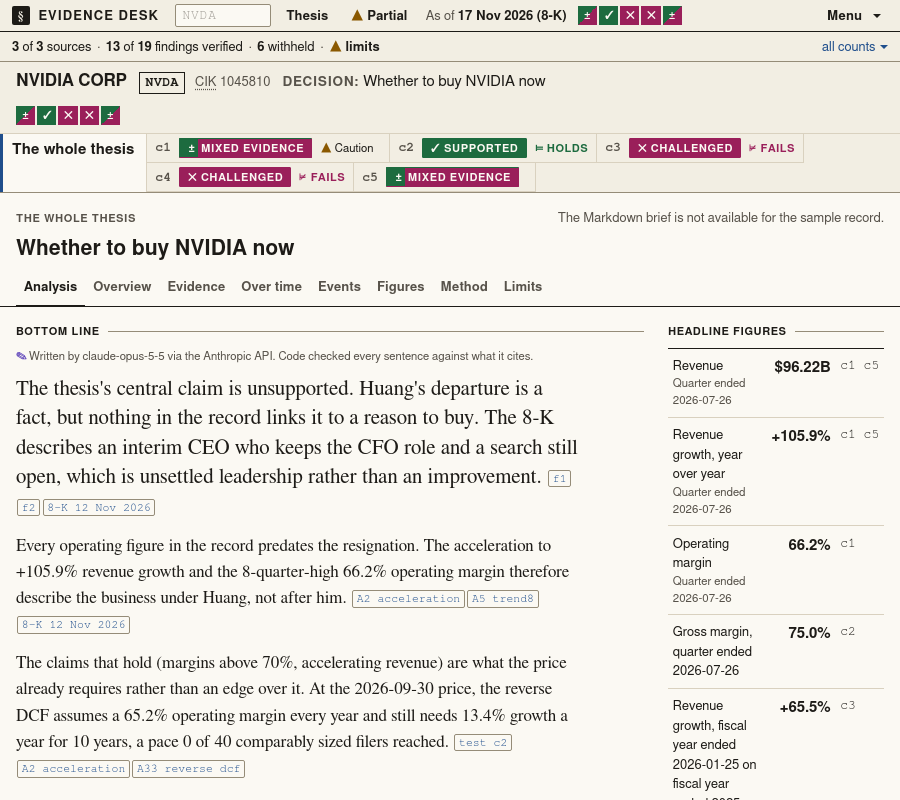 § EVIDENCE DESK NVDA Thesis ▲ Partial As of 17 Nov 2026 (8-K) ± ✓ ✕ ✕ ± Menu
3 of 3 sources · 13 of 19 findings verified · 6 withheld · ▲ limits all counts
NVIDIA CORP NVDA CIK 1045810 DECISION: Whether to buy NVIDIA now
± ✓ ✕ ✕ ±
The whole thesis c1 ± MIXED EVIDENCE ▲ Caution c2 ✓ SUPPORTED ⊨ HOLDS c3 ✕ CHALLENGED ⊭ FAILS
c4 ✕ CHALLENGED ⊭ FAILS c5 ± MIXED EVIDENCE
THE WHOLE THESIS The Markdown brief is not available for the sample record.
Whether to buy NVIDIA now
Analysis Overview Evidence Over time Events Figures Method Limits
BOTTOM LINE
✎ Written by claude-opus-5-5 via the Anthropic API. Code checked every sentence against what it cites.
The thesis's central claim is unsupported. Huang's departure is a
fact, but nothing in the record links it to a reason to buy. The 8-K
describes an interim CEO who keeps the CFO role and a search still
open, which is unsettled leadership rather than an improvement. f1
f2 8-K 12 Nov 2026
Every operating figure in the record predates the resignation. The acceleration to
+105.9% revenue growth and the 8-quarter-high 66.2% operating margin therefore
describe the business under Huang, not after him. A2 acceleration A5 trend8
8-K 12 Nov 2026
The claims that hold (margins above 70%, accelerating revenue) are what the price
already requires rather than an edge over it. At the 2026-09-30 price, the reverse
DCF assumes a 65.2% operating margin every year and still needs 13.4% growth a
year for 10 years, a pace 0 of 40 comparably sized filers reached. test c2
A2 acceleration A33 reverse dcf
HEADLINE FIGURES
Revenue $96.22B c1 c5
Quarter ended
2026-07-26
Revenue +105.9% c1 c5
growth, year
over year
Quarter ended
2026-07-26
Operating 66.2% c1
margin
Quarter ended
2026-07-26
Gross margin, 75.0% c2
quarter ended
2026-07-26
Revenue +65.5% c3
growth, fiscal
year ended
2026-01-25 on
fiscal year